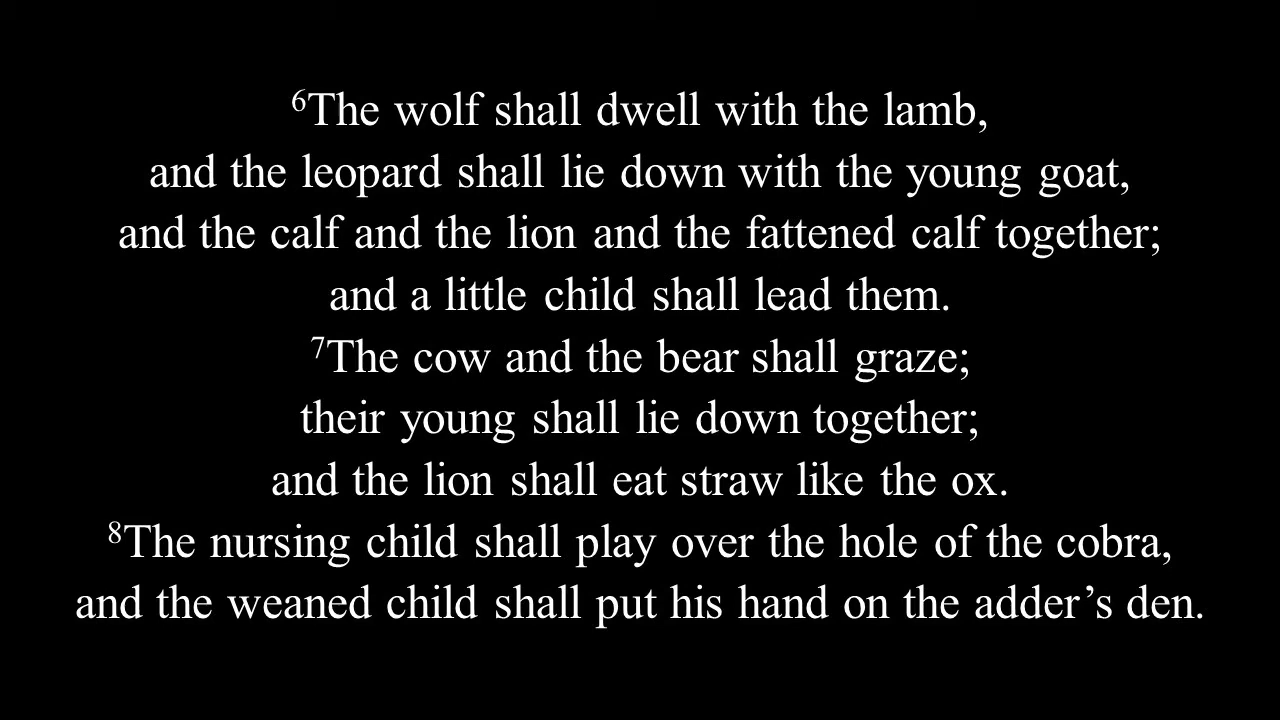 ⁶The wolf shall dwell with the lamb,
and the leopard shall lie down with the young goat,
and the calf and the lion and the fattened calf together;
and a little child shall lead them.
⁷The cow and the bear shall graze;
their young shall lie down together;
and the lion shall eat straw like the ox.
⁸The nursing child shall play over the hole of the cobra,
and the weaned child shall put his hand on the adder’s den.